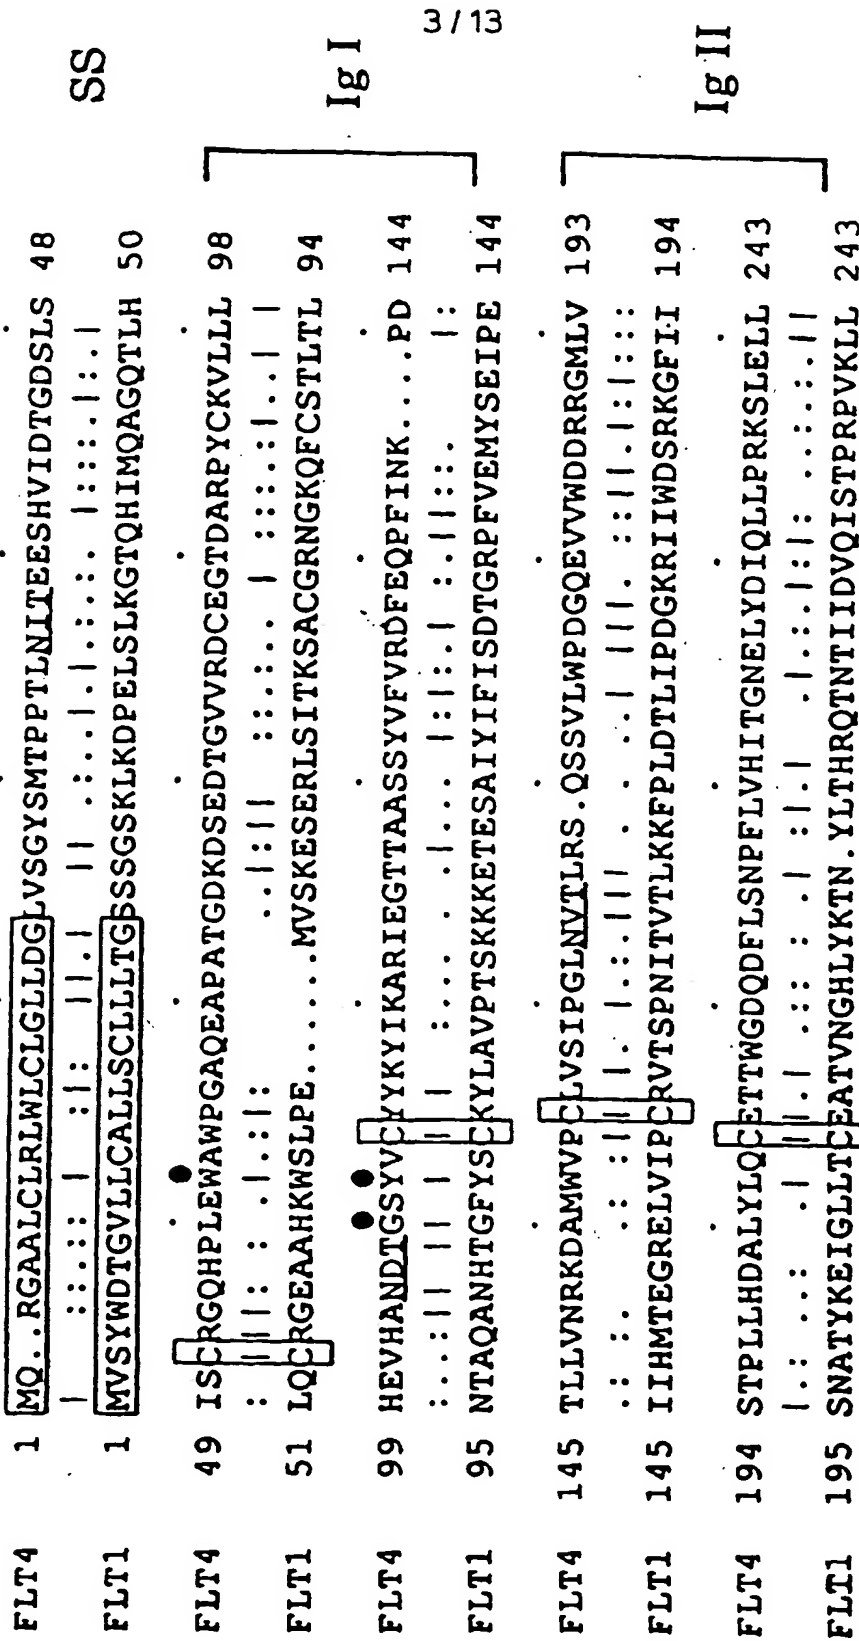 3/13
FLT4 1 MQ..RGAALCLRLWLCLGLLDGLVSGYSMTPPTLNITEESHVIDTGDSLS 48
SS
FLT1 1 MVSYWDTGVLLCALLSCLLLTGSSSGSKLKDPELSLKGTQHIMQAGQTLH 50
FLT4 49 ISCRGQHPLEWAWPGAQEAPATGDKDSEDTGVVRDCEGTDARPYCKVLLL 98
FLT1 51 LQCRGEAAHKWSLPE......MVSKESERLSITKSACGRNGKQFCSTLTL 94
Ig I
FLT4 99 HEVHANDTGSYVCYYKYIKARIEGTTAASSYVFVRDFEQPFINK....PD 144
FLT1 95 NTAQANHTGFYSCKYLAVPTSKKKETESAIYIFISDTGRPFVEMYSEIPE 144
FLT4 145 TLLVNRKDAMWVPCLVSIPGLNVTLRS.QSSVLWPDGQEVVWDDRRGMLV 193
FLT1 145 IIHMTEGRELVIPCRVTSPNITVTLKKFPLDTLIPDGKRIIWDSRKGFII 194
Ig II
FLT4 194 STPLLHDALYLQCETTWGDQDFLSNPFLVHITGNELYDIQLLPRKSLELL 243
FLT1 195 SNATYKEIGLLTCEATVNGHLYKTN.YLTHRQTNTIIDVQISTPRPVKLL 243